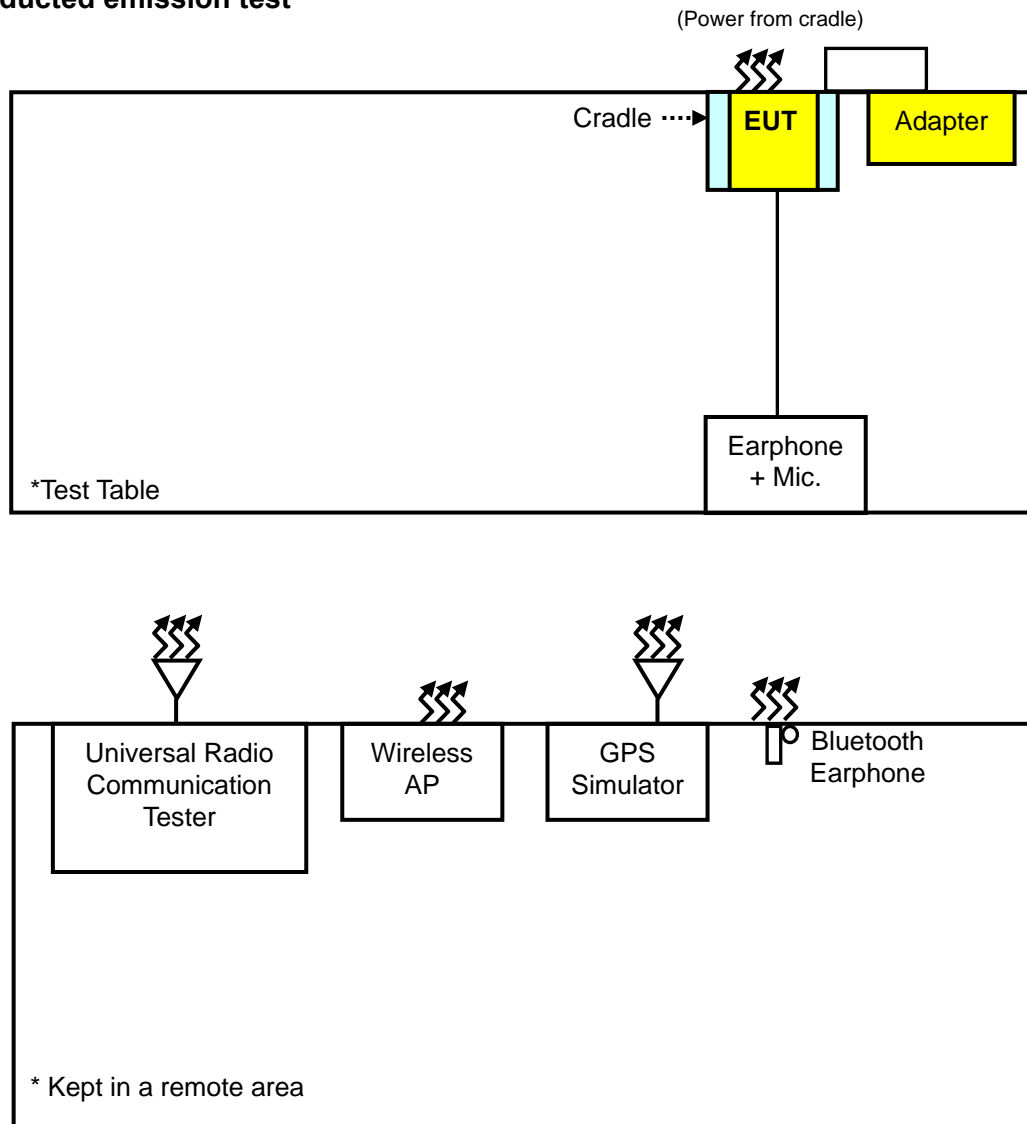 ducted emission test
(Power from cradle)
Cradle
EUT
Adapter
Earphone
+ Mic.
*Test Table
Universal Radio
Communication
Tester
Wireless
AP
GPS
Simulator
Bluetooth
Earphone
* Kept in a remote area